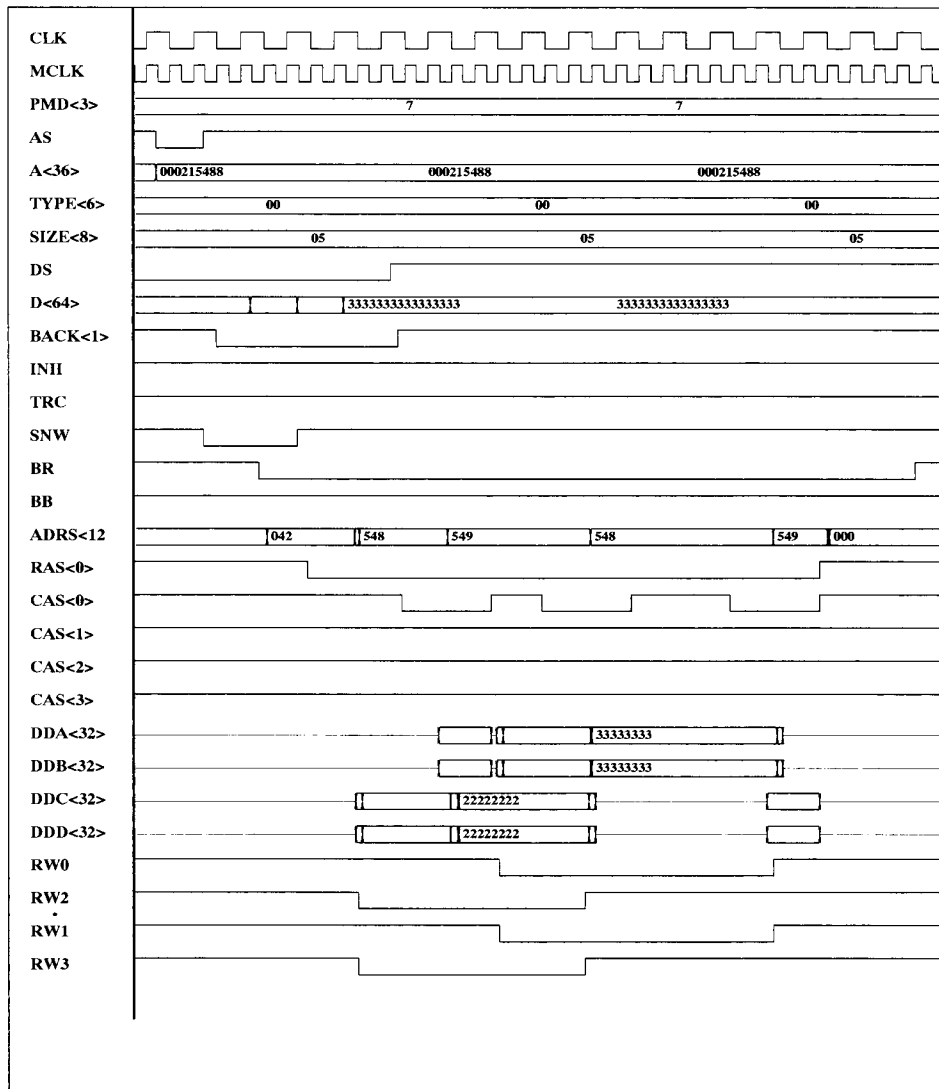 CLK
MCLK
PMD<3> 7 7
AS
A<36> 000215488 000215488 000215488
TYPE<6> 00 00 00
SIZE<8> 05 05 05
DS
D<64> 3333333333333333 3333333333333333
BACK<1>
INH
TRC
SNW
BR
BB
ADRS<12 042 548 549 548 549 000
RAS<0>
CAS<0>
CAS<1>
CAS<2>
CAS<3>
DDA<32> 33333333
DDB<32> 33333333
DDC<32> 22222222
DDD<32> 22222222
RW0
RW2
RW1
RW3